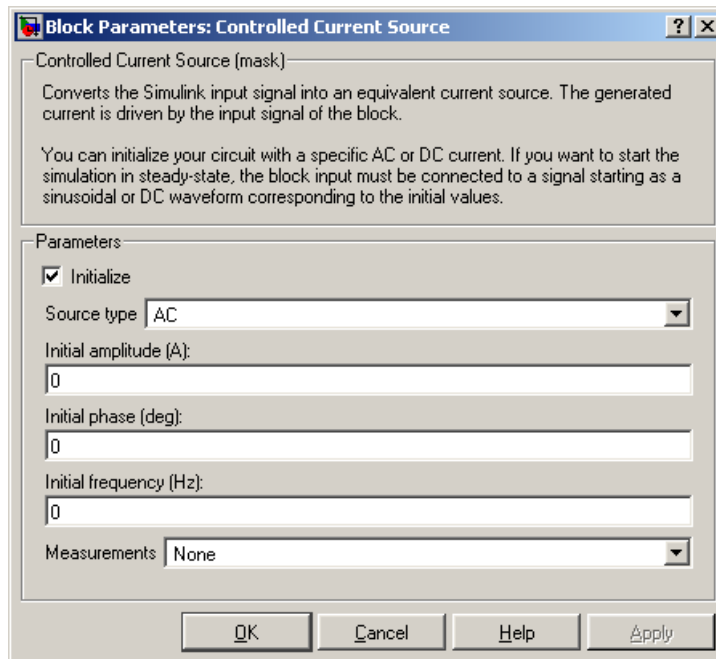 Block Parameters: Controlled Current Source
Controlled Current Source (mask)
Converts the Simulink input signal into an equivalent current source. The generated
current is driven by the input signal of the block.
You can initialize your circuit with a specific AC or DC current. If you want to start the
simulation in steady-state, the block input must be connected to a signal starting as a
sinusoidal or DC waveform corresponding to the initial values.
Parameters
Initialize
Source type AC
Initial amplitude (A):
0
Initial phase (deg):
0
Initial frequency (Hz):
0
Measurements None
OK Cancel Help Apply